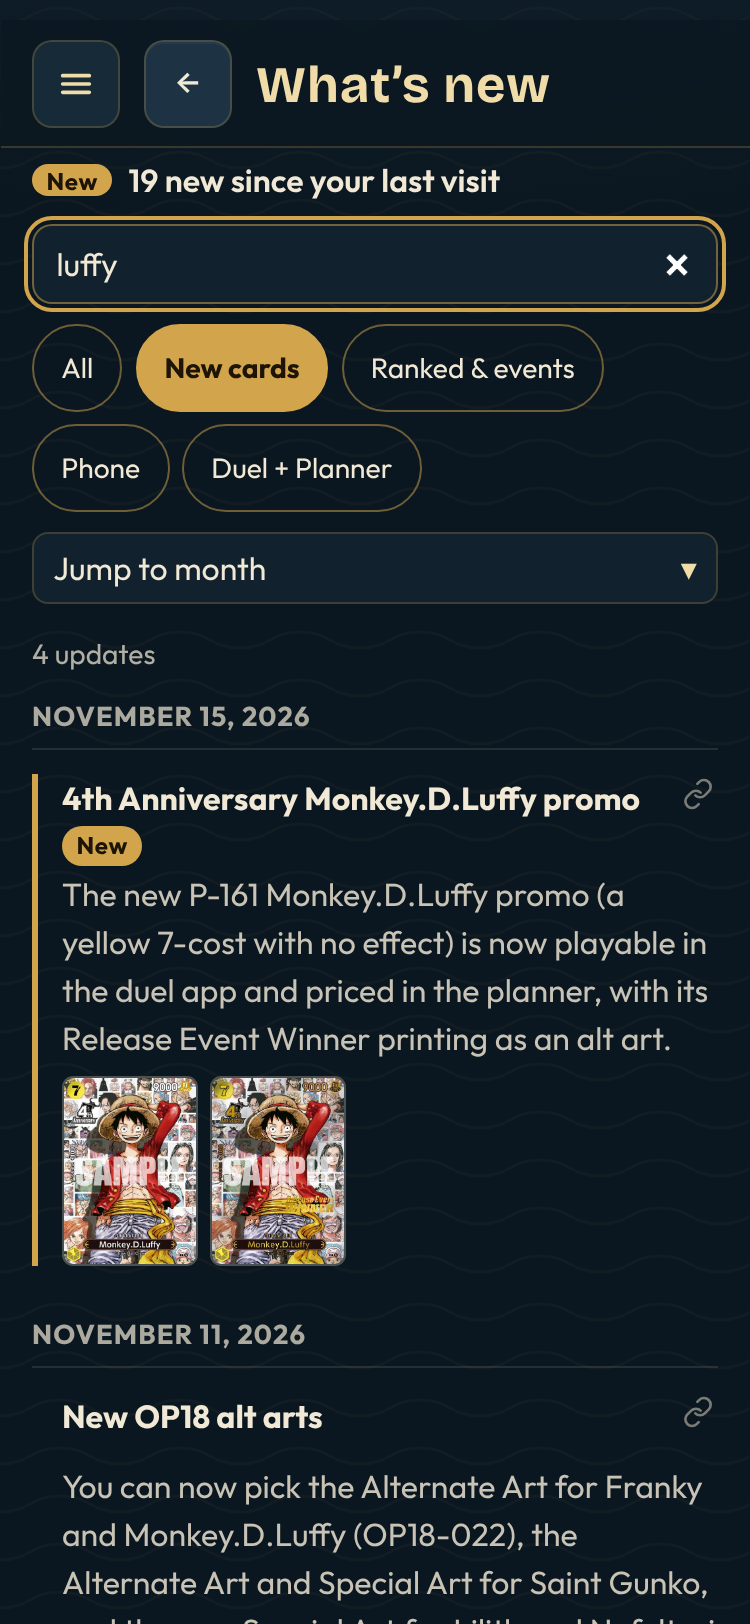 What's new
New 19 new since your last visit
luffy
All New cards Ranked & events
Phone Duel + Planner
Jump to month
4 updates
NOVEMBER 15, 2026
4th Anniversary Monkey.D.Luffy promo
New
The new P-161 Monkey.D.Luffy promo (a
yellow 7-cost with no effect) is now playable in
the duel app and priced in the planner, with its
Release Event Winner printing as an alt art.
7 9000 7 9000
SAMPLE SAMPLE
Monkey.D.Luffy Monkey.D.Luffy
NOVEMBER 11, 2026
New OP18 alt arts
You can now pick the Alternate Art for Franky
and Monkey.D.Luffy (OP18-022), the
Alternate Art and Special Art for Saint Gunko,